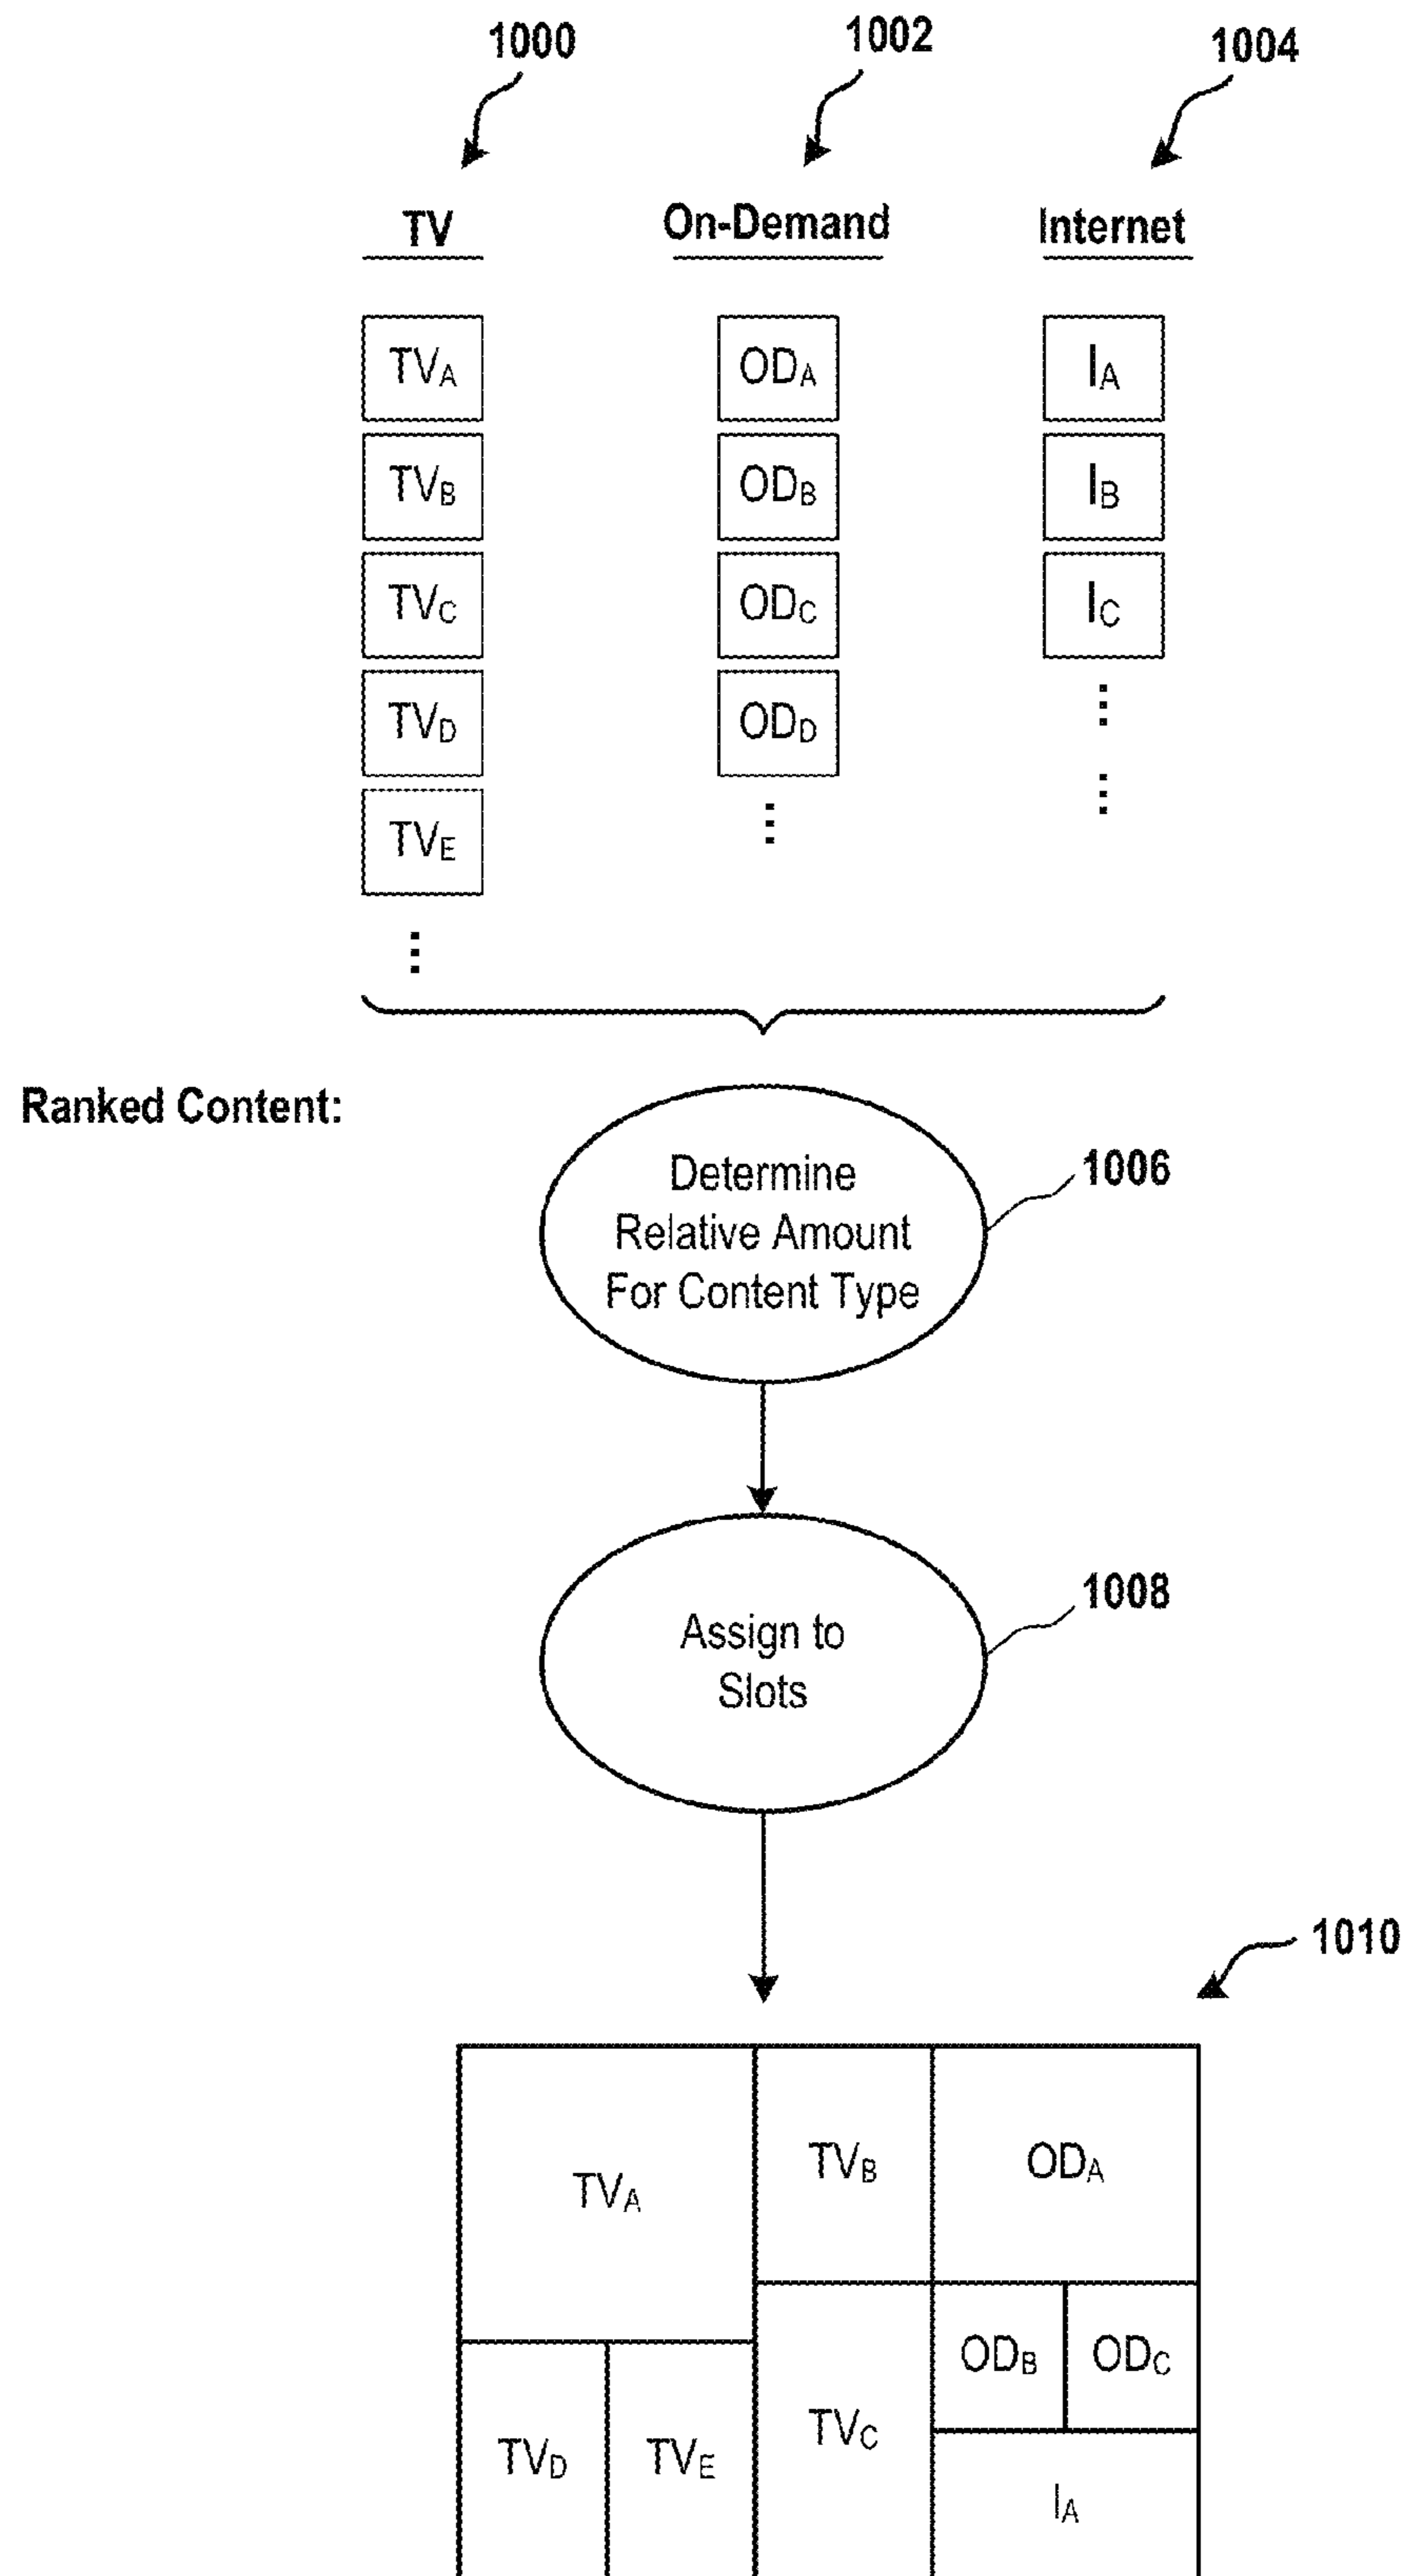 1000 1002 1004
TV On-Demand Internet
TVA ODA IA
TVB ODB IB
TVC ODC IC
TVD ODD
TVE
Ranked Content:
Determine
Relative Amount
For Content Type
1006
Assign to
Slots
1008
1010
TVA TVB ODA
ODB ODC
TVD TVE TVC
IA